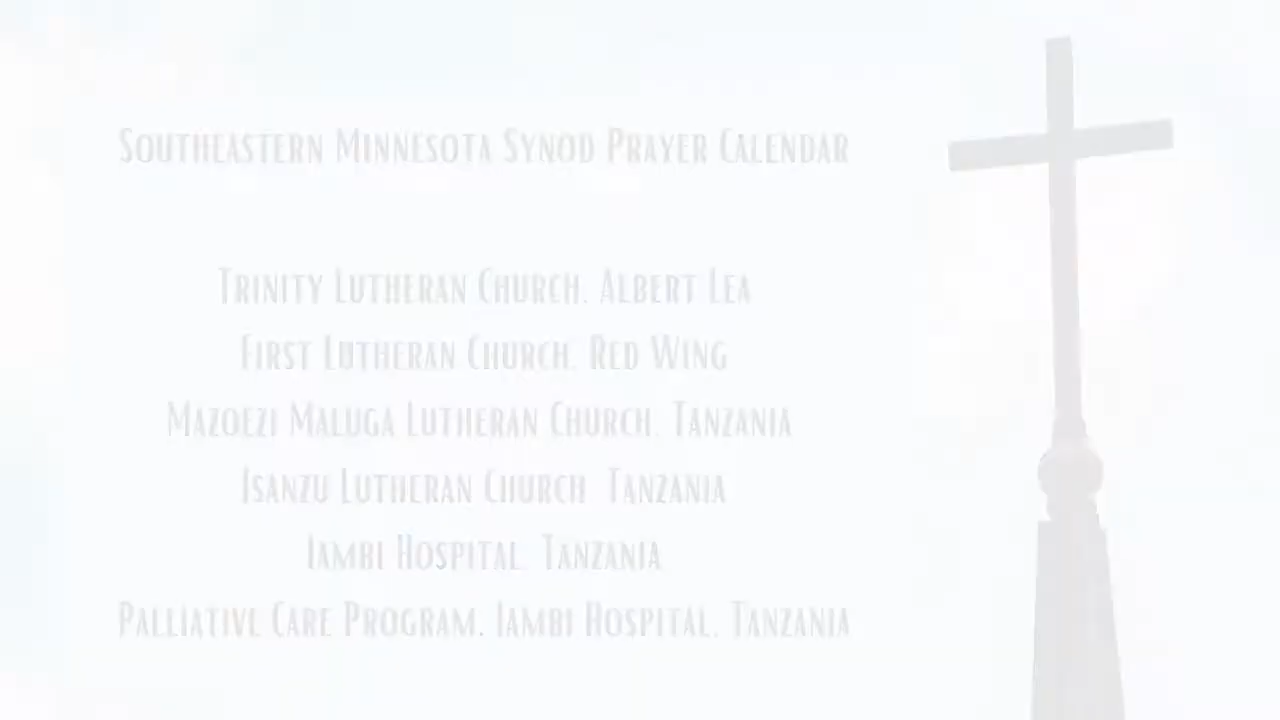 Southeastern Minnesota Synod Prayer Calendar
Trinity Lutheran Church, Albert Lea
First Lutheran Church, Red Wing
Mazoezi Maluga Lutheran Church, Tanzania
Isanzu Lutheran Church, Tanzania
Iambi Hospital, Tanzania
Palliative Care Program, Iambi Hospital, Tanzania